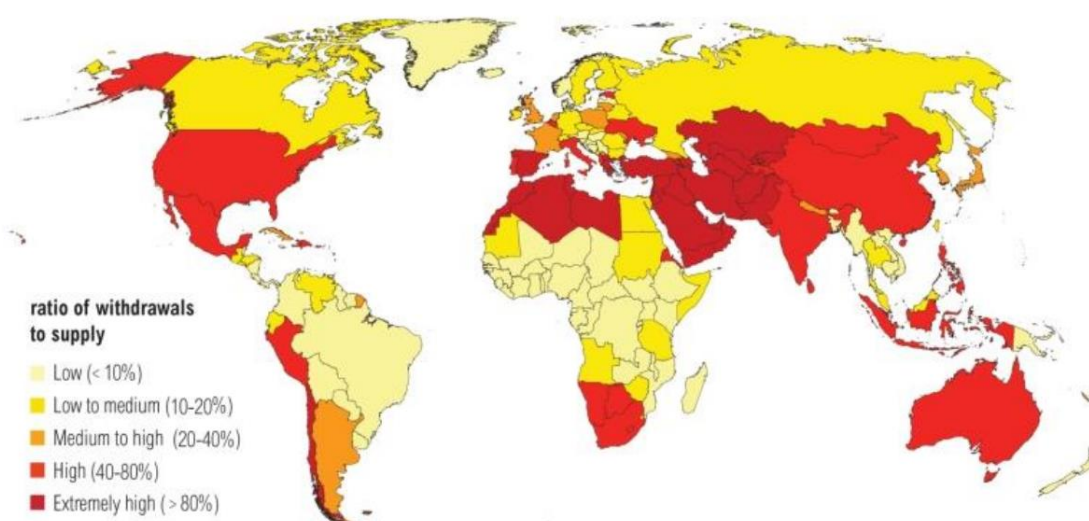 ratio of withdrawals
to supply
Low (< 10%)
Low to medium (10-20%)
Medium to high (20-40%)
High (40-80%)
Extremely high (> 80%)